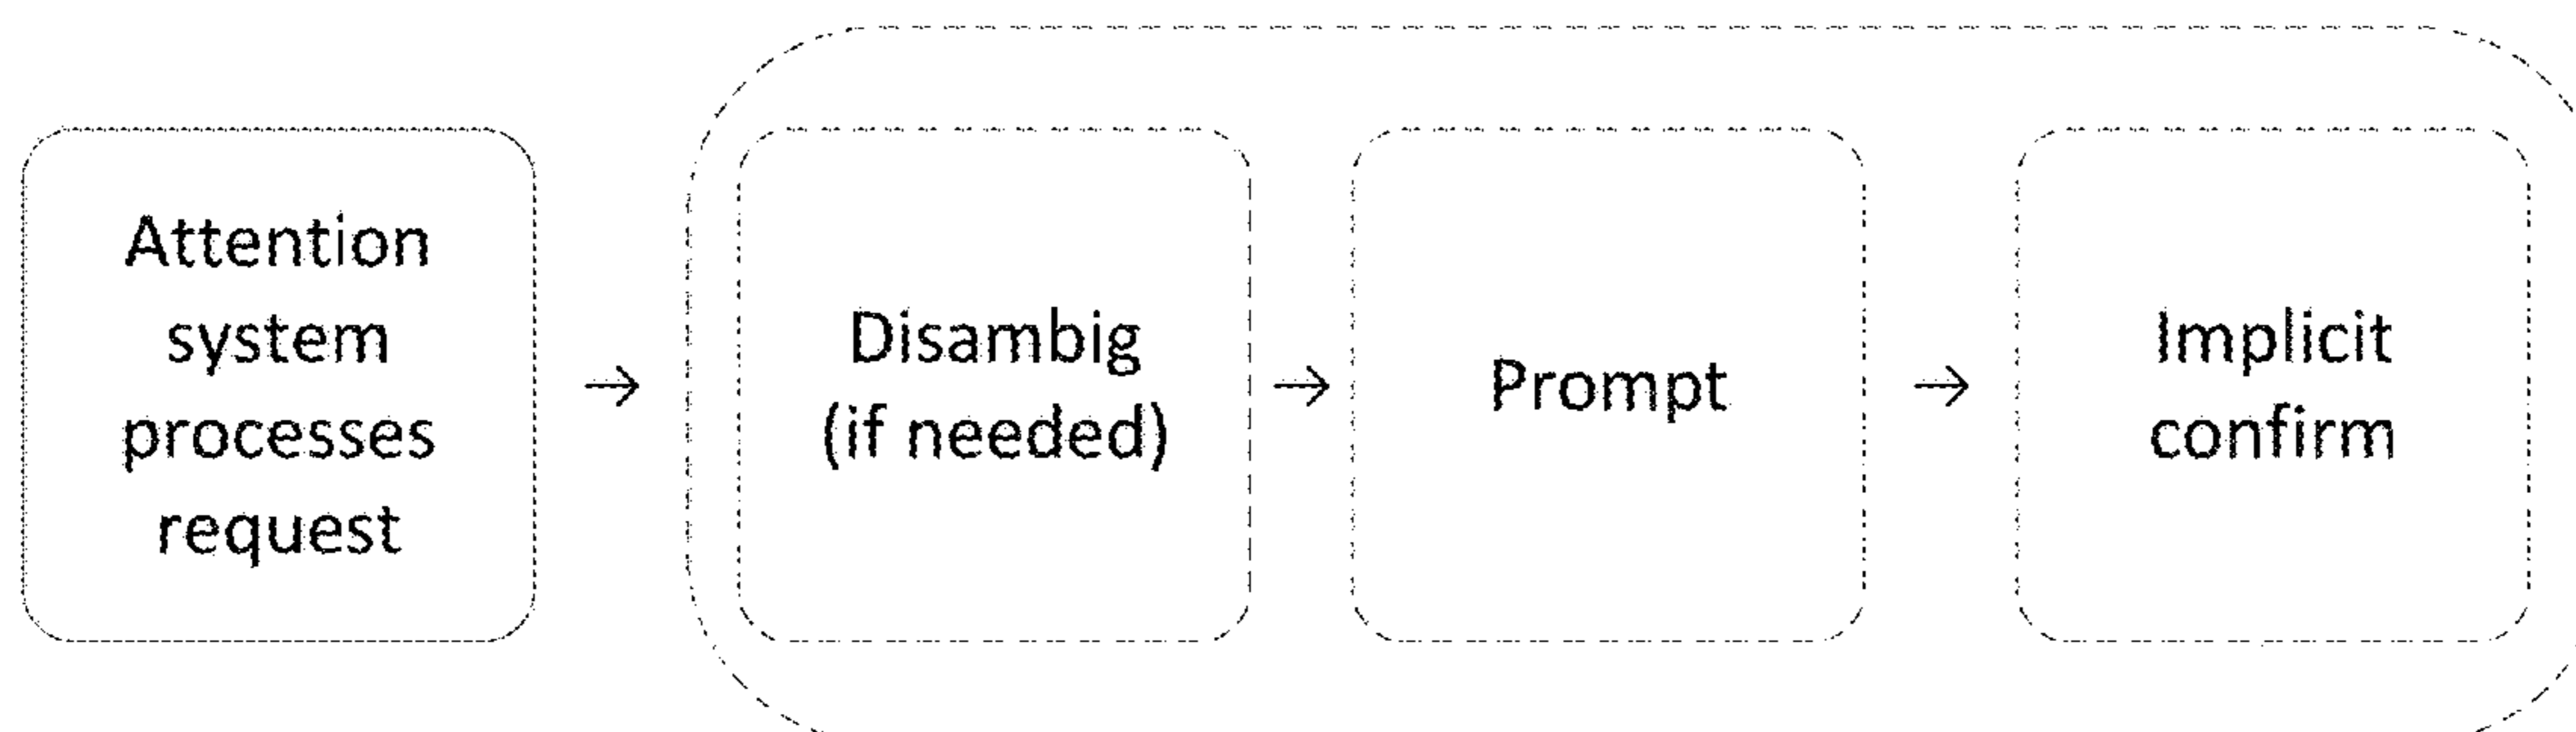 Attention
system
processes
request
→
Disambig
(if needed)
→
Prompt
→
Implicit
confirm